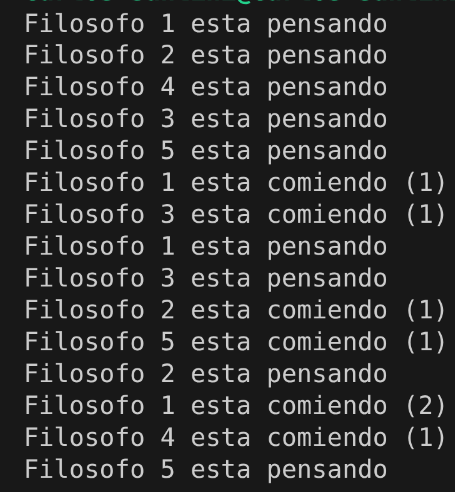 Filosofo 1 esta pensando
Filosofo 2 esta pensando
Filosofo 4 esta pensando
Filosofo 3 esta pensando
Filosofo 5 esta pensando
Filosofo 1 esta comiendo (1)
Filosofo 3 esta comiendo (1)
Filosofo 1 esta pensando
Filosofo 3 esta pensando
Filosofo 2 esta comiendo (1)
Filosofo 5 esta comiendo (1)
Filosofo 2 esta pensando
Filosofo 1 esta comiendo (2)
Filosofo 4 esta comiendo (1)
Filosofo 5 esta pensando